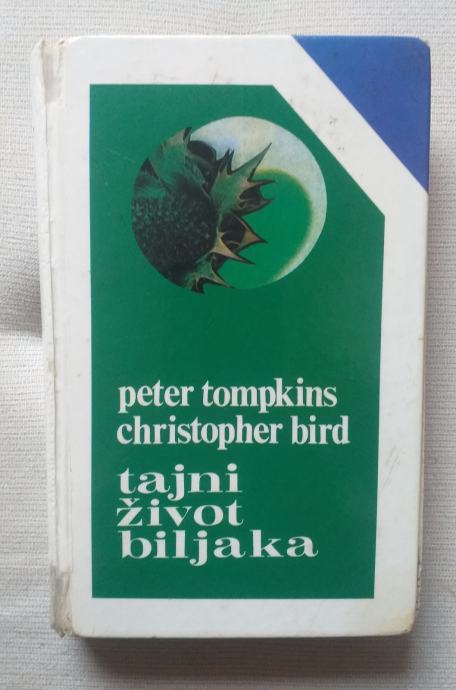 peter tompkins
christopher bird
tajni
život
biljaka